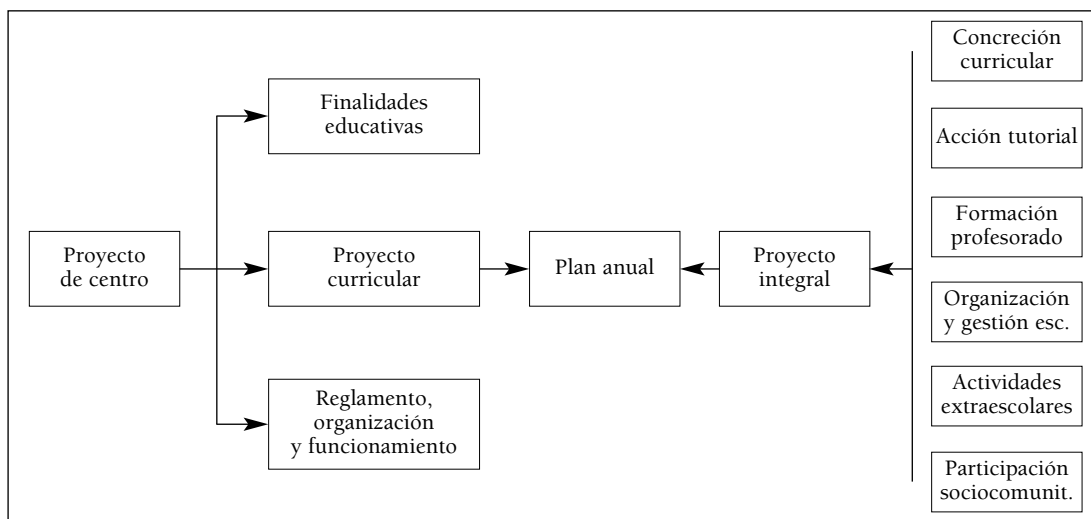 Finalidades
educativas
Proyecto
de centro
Proyecto
curricular
Reglamento,
organización
y funcionamiento
Plan anual
Proyecto
integral
Concreción
curricular
Acción tutorial
Formación
profesorado
Organización
y gestión esc.
Actividades
extraescolares
Participación
sociocomunit.